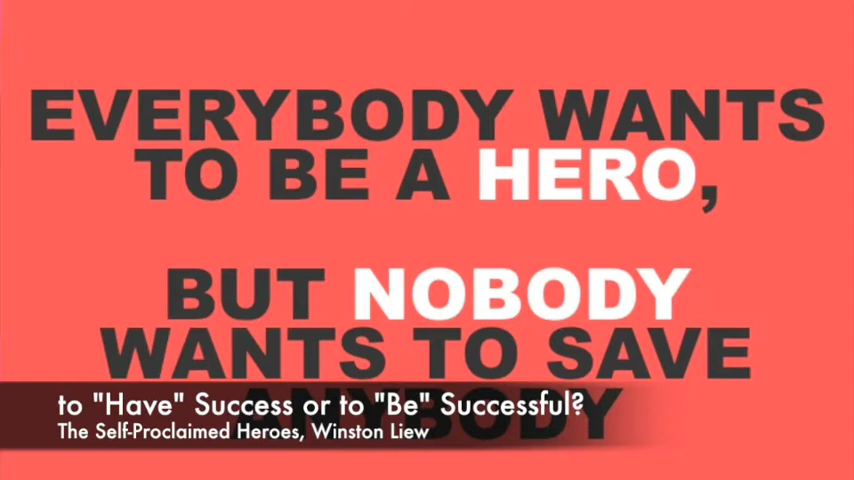 EVERYBODY WANTS
TO BE A HERO,
BUT NOBODY
WANTS TO SAVE
ANYBODY
to "Have" Success or to "Be" Successful?
The Self-Proclaimed Heroes, Winston Liew